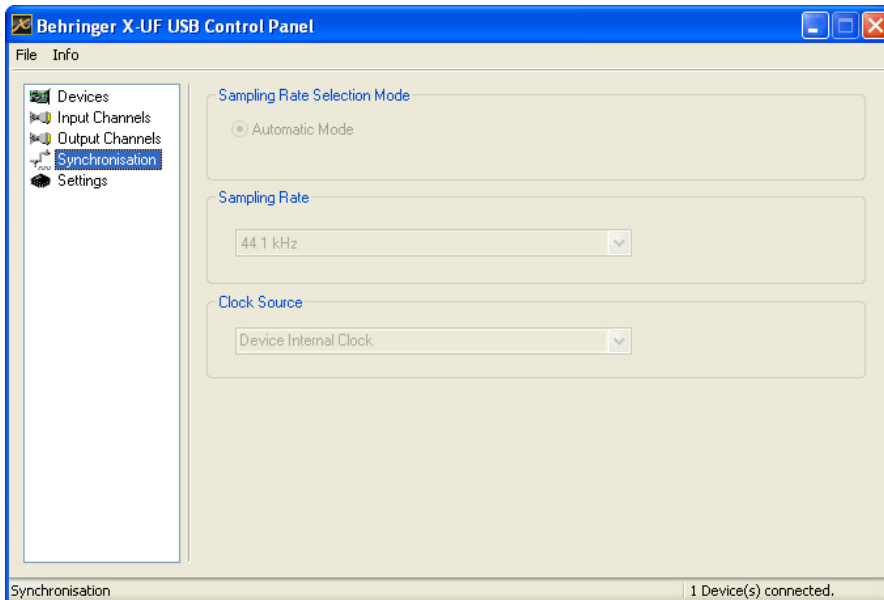 Behringer X-UF USB Control Panel
File Info
Devices
Input Channels
Output Channels
Synchronisation
Settings
Sampling Rate Selection Mode
Automatic Mode
Sampling Rate
44.1 kHz
Clock Source
Device Internal Clock
Synchronisation
1 Device(s) connected.